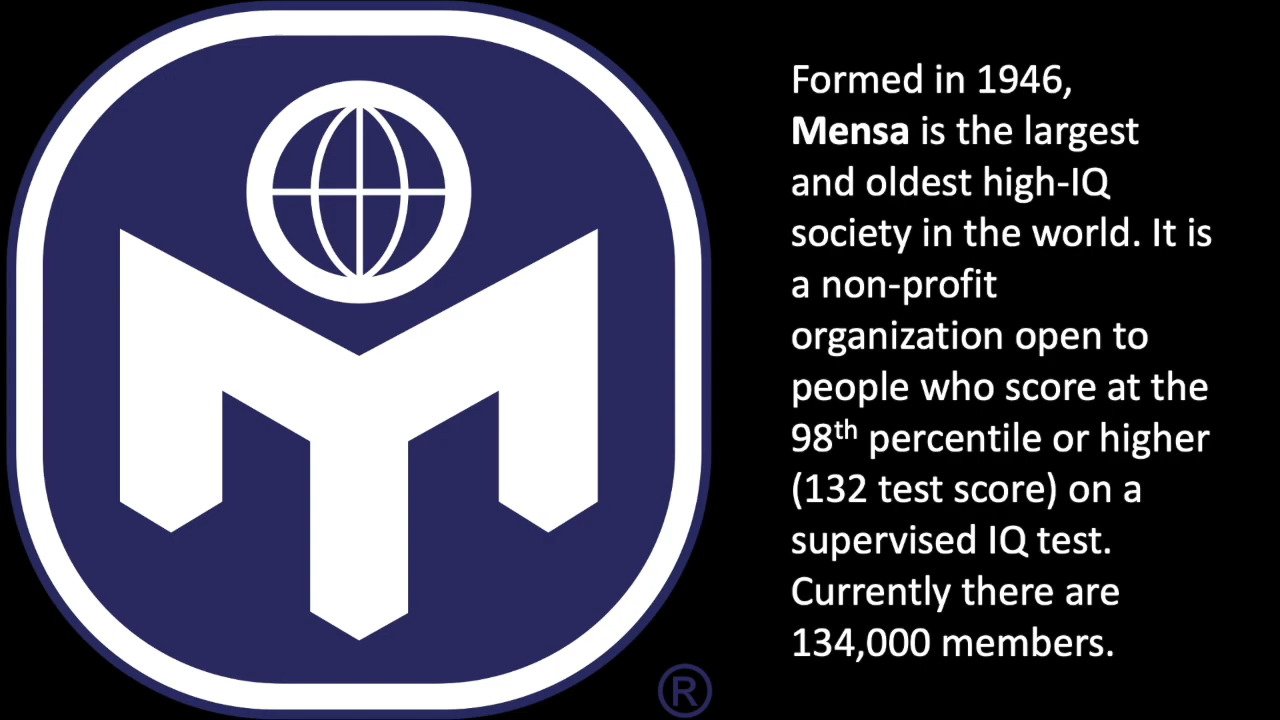 Formed in 1946,
Mensa is the largest
and oldest high-IQ
society in the world. It is
a non-profit
organization open to
people who score at the
98th percentile or higher
(132 test score) on a
supervised IQ test.
Currently there are
134,000 members.
®